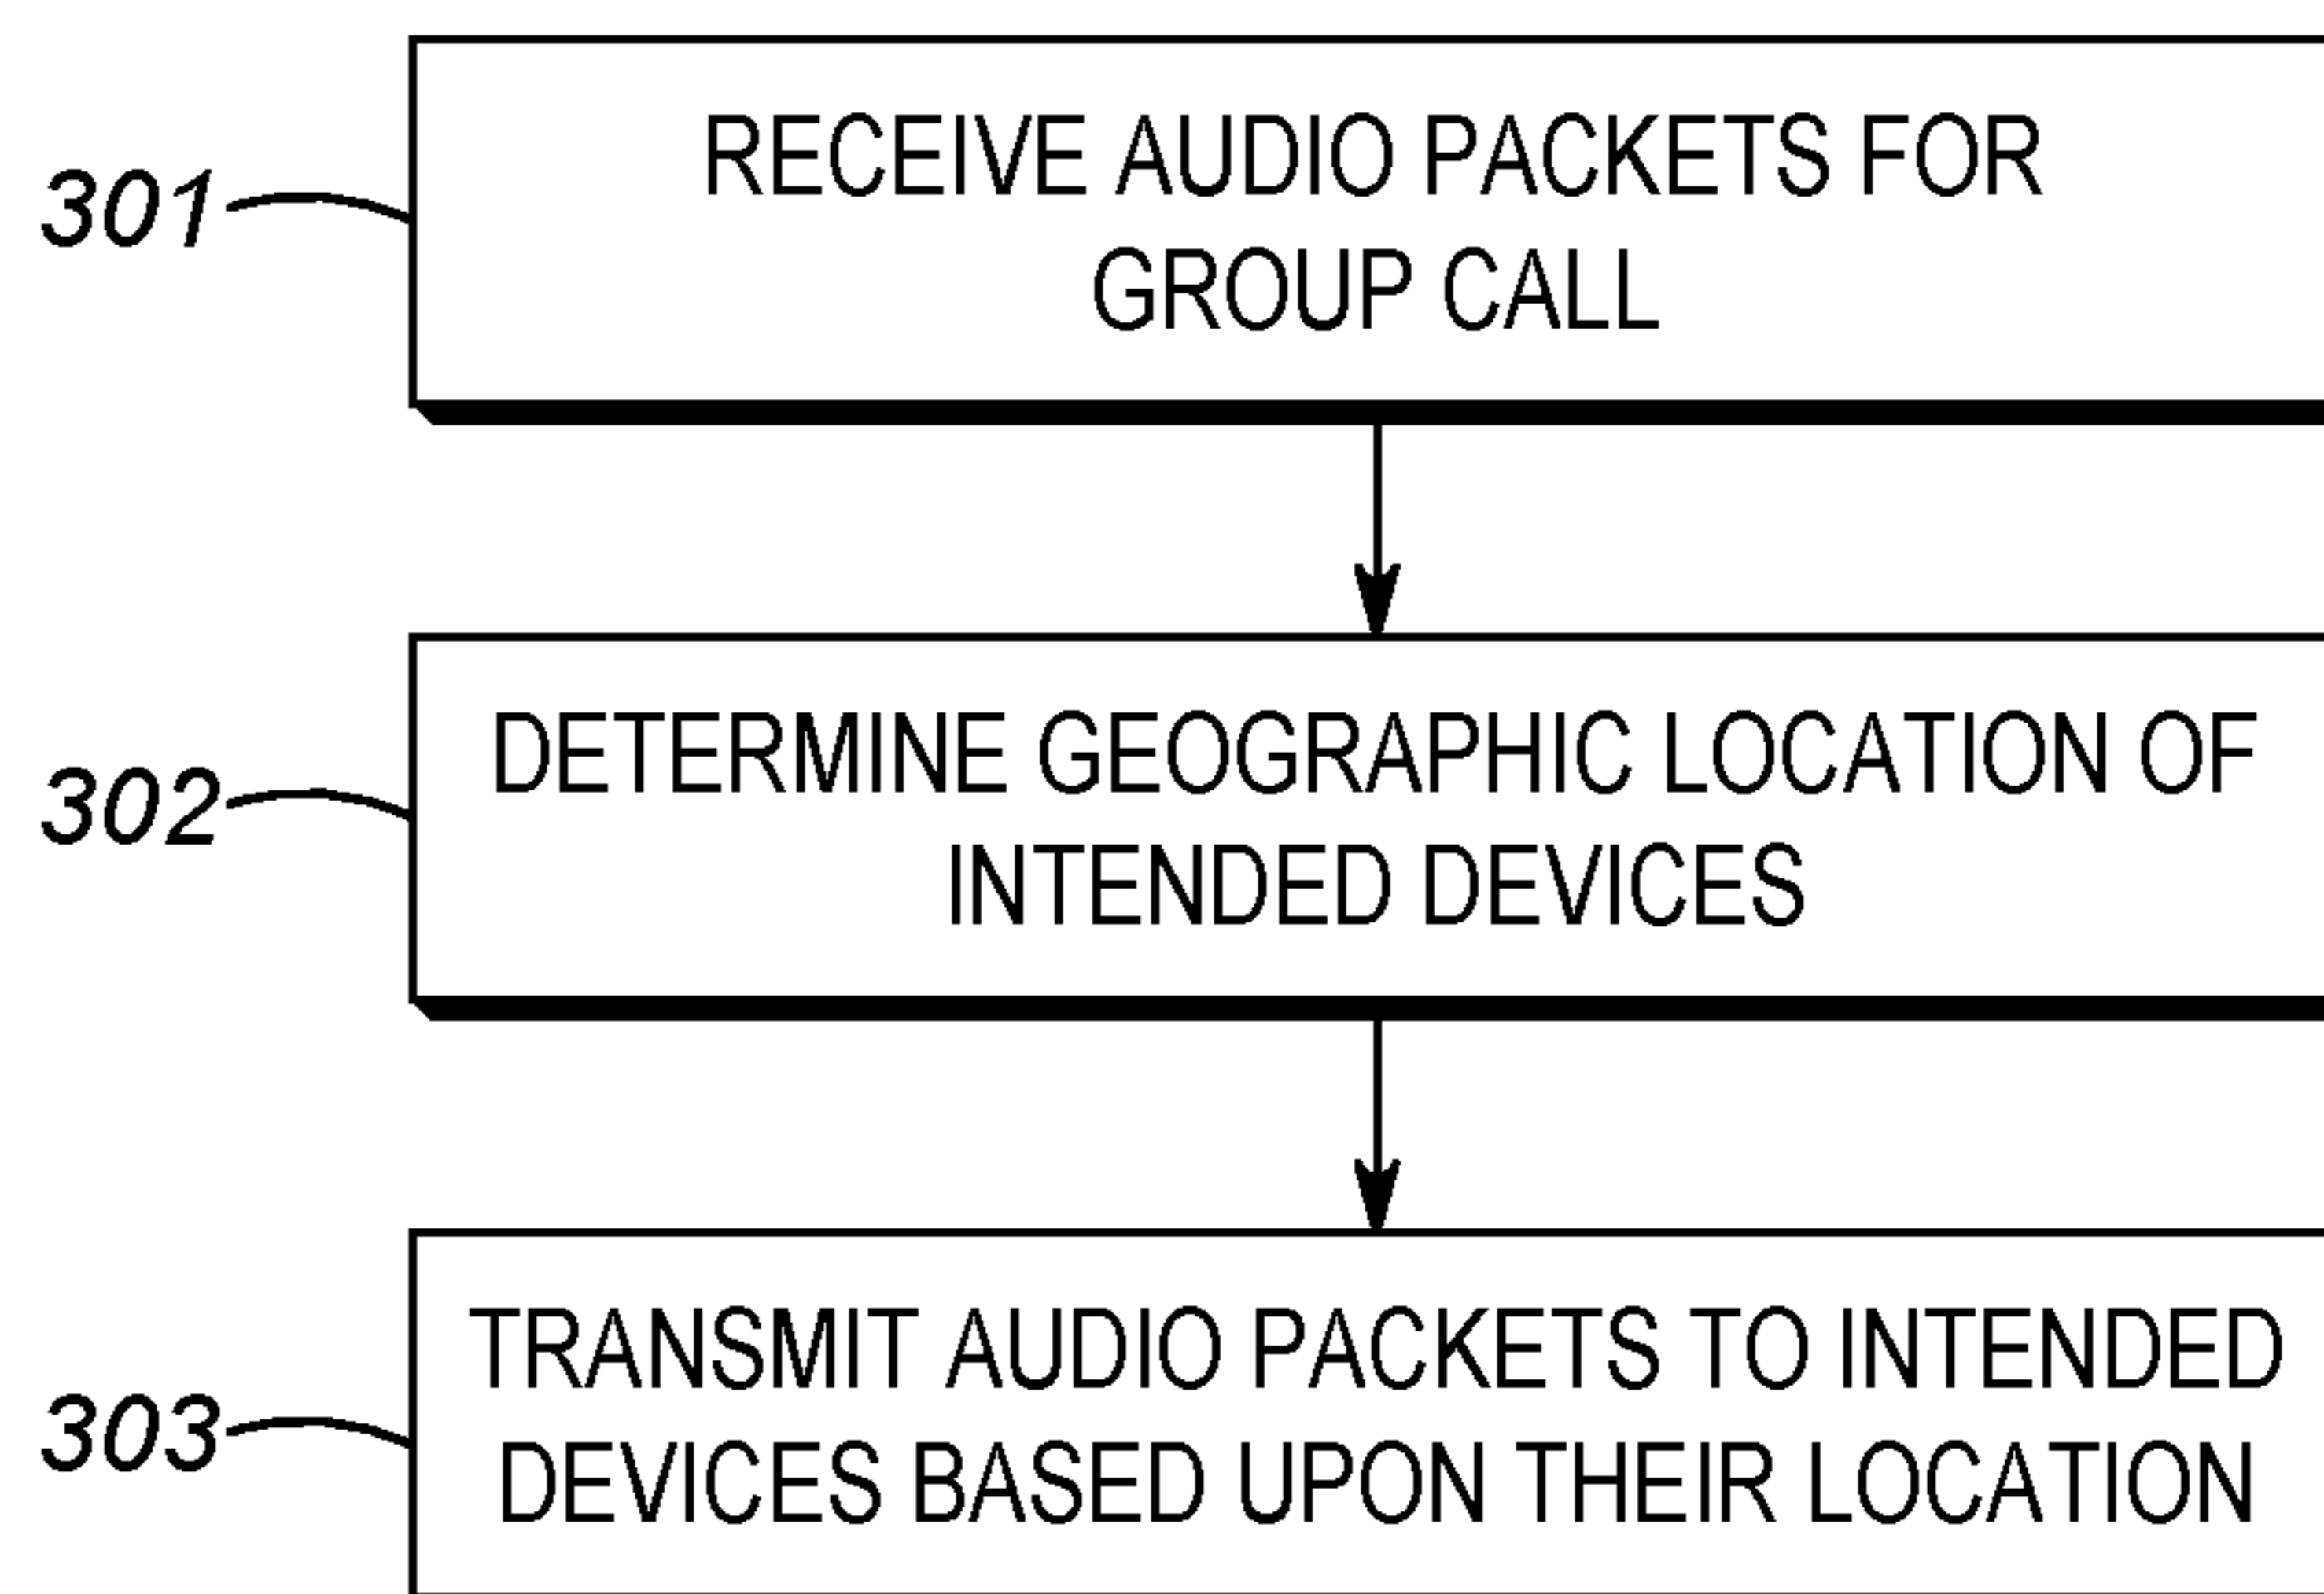 301
RECEIVE AUDIO PACKETS FOR
GROUP CALL
302
DETERMINE GEOGRAPHIC LOCATION OF
INTENDED DEVICES
303
TRANSMIT AUDIO PACKETS TO INTENDED
DEVICES BASED UPON THEIR LOCATION